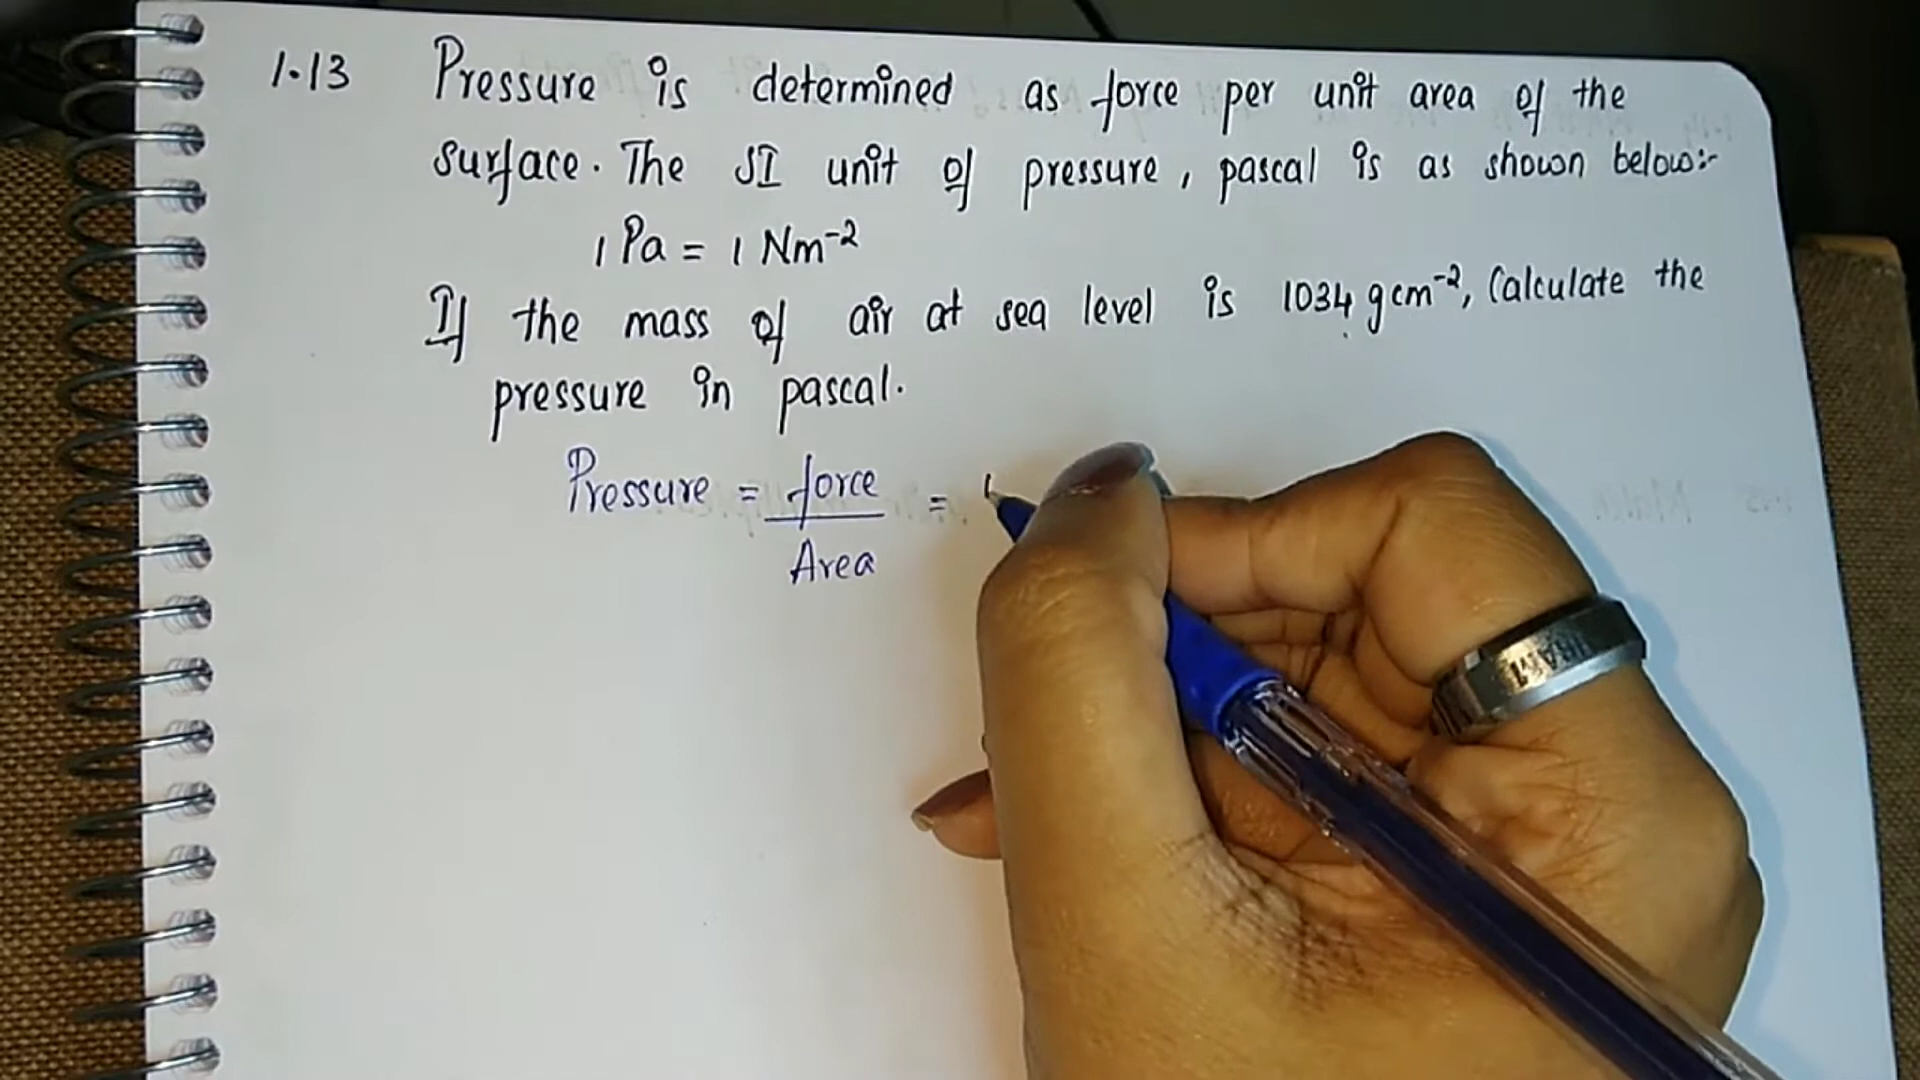 1.13 Pressure is determined as force per unit area of the
surface. The SI unit of pressure, pascal is as shown below:-
1 Pa = 1 Nm⁻²
If the mass of air at sea level is 1034 g cm⁻², Calculate the
pressure in pascal.
Pressure = force / Area =